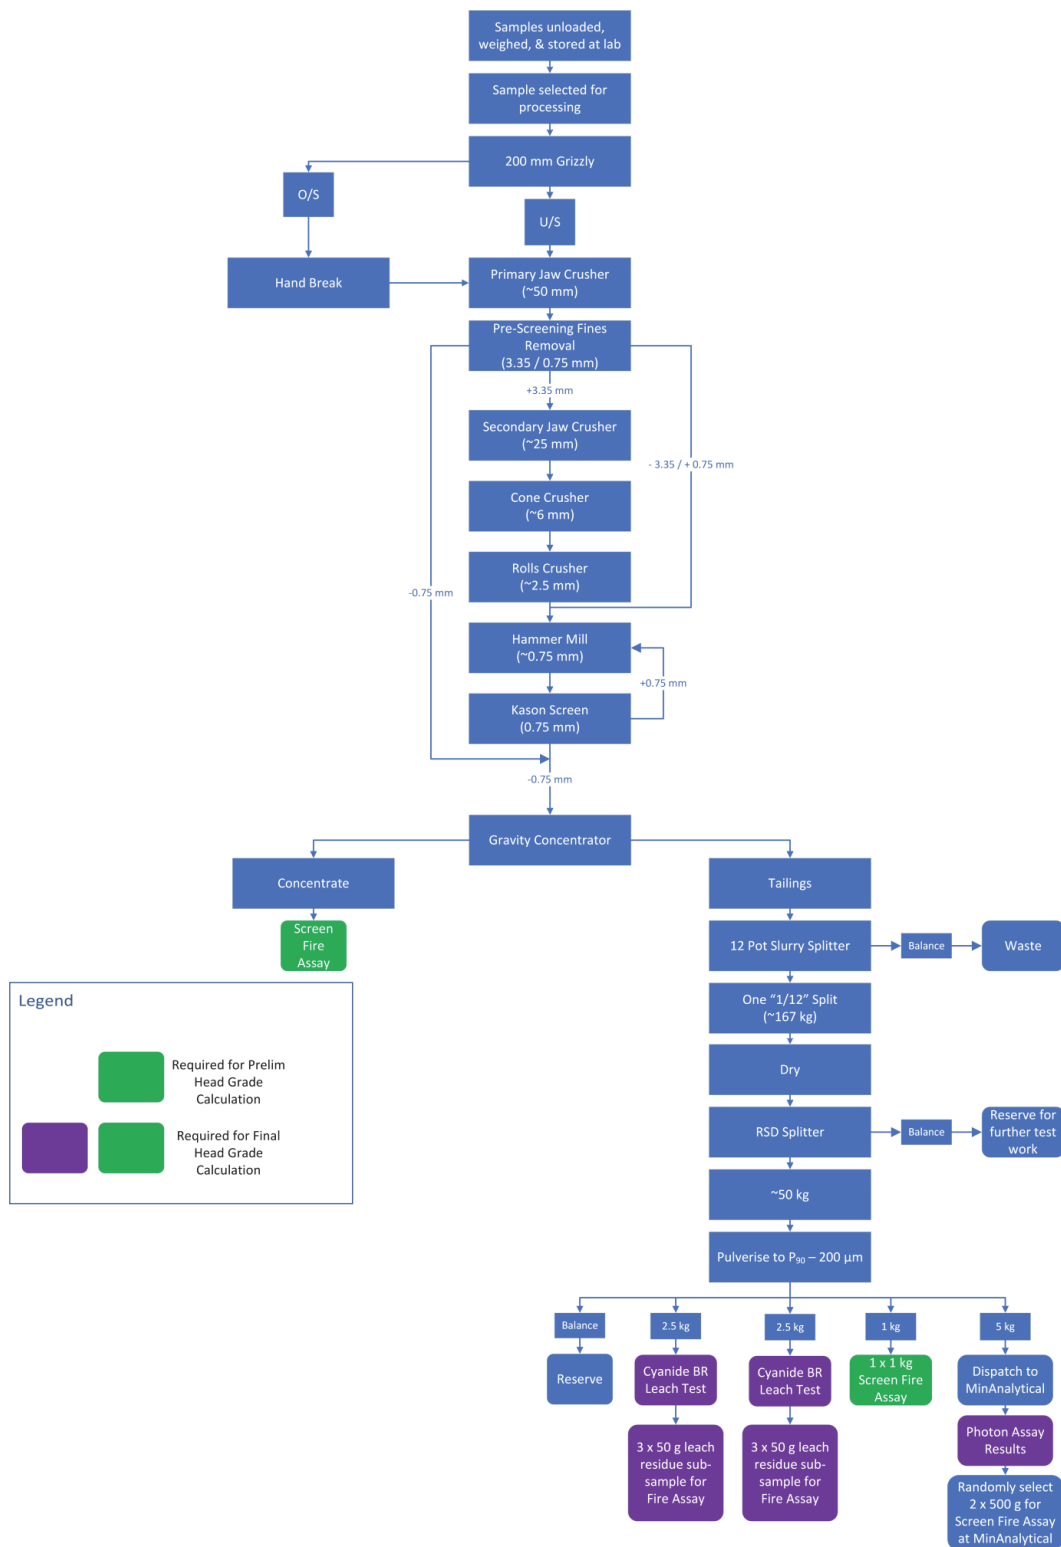 Samples unloaded,
weighed, & stored at lab
Sample selected for
processing
200 mm Grizzly
O/S
U/S
Hand Break
Primary Jaw Crusher
(~50 mm)
Pre-Screening Fines
Removal
(3.35 / 0.75 mm)
+3.35 mm
Secondary Jaw Crusher
(~25 mm)
- 3.35 / + 0.75 mm
Cone Crusher
(~6 mm)
Rolls Crusher
(~2.5 mm)
-0.75 mm
Hammer Mill
(~0.75 mm)
+0.75 mm
Kason Screen
(0.75 mm)
-0.75 mm
Gravity Concentrator
Concentrate
Screen
Fire
Assay
Tailings
12 Pot Slurry Splitter
Balance
Waste
One “1/12” Split
(~167 kg)
Dry
RSD Splitter
Balance
Reserve for
further test
work
~50 kg
Pulverise to P90 – 200 µm
Legend
Required for Prelim
Head Grade
Calculation
Required for Final
Head Grade
Calculation
Balance
Reserve
2.5 kg
Cyanide BR
Leach Test
3 x 50 g leach
residue sub-
sample for
Fire Assay
2.5 kg
Cyanide BR
Leach Test
3 x 50 g leach
residue sub-
sample for
Fire Assay
1 kg
1 x 1 kg
Screen Fire
Assay
5 kg
Dispatch to
MinAnalytical
Photon Assay
Results
Randomly select
2 x 500 g for
Screen Fire Assay
at MinAnalytical